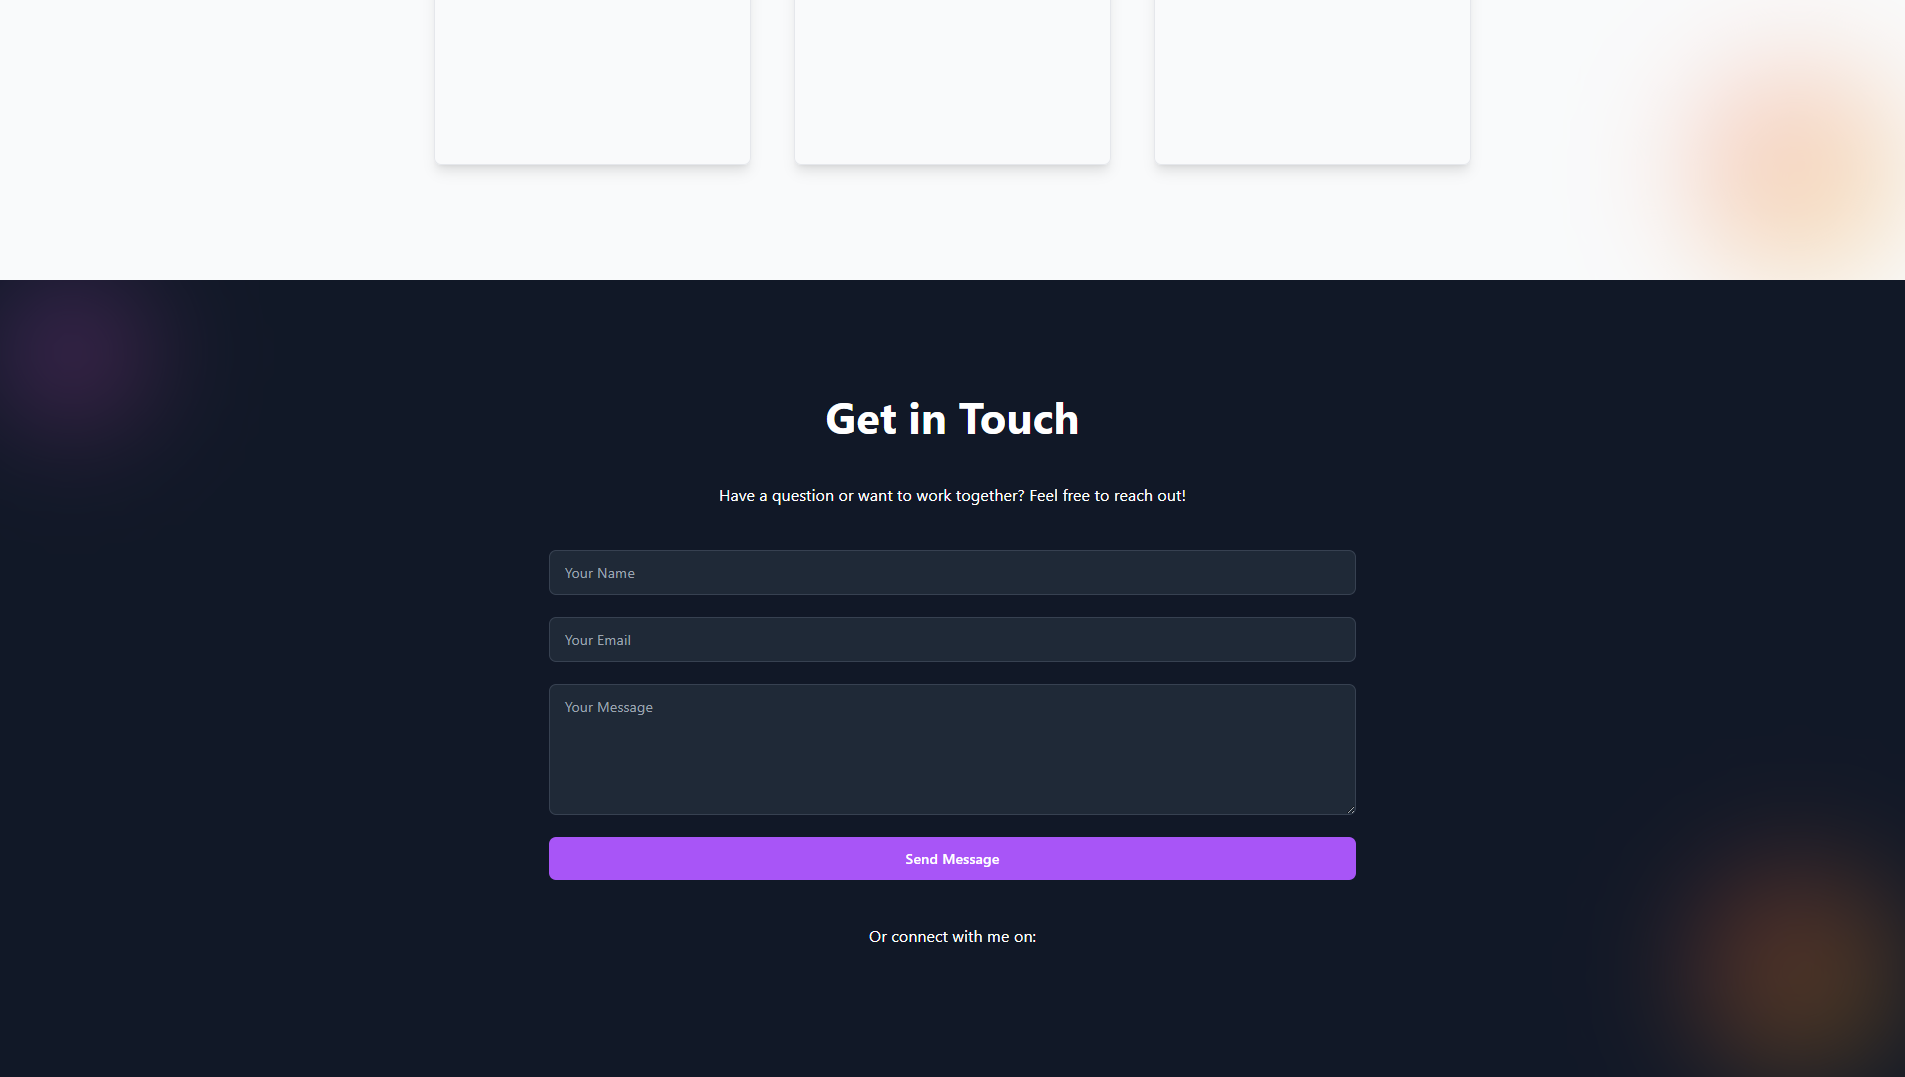 Get in Touch
Have a question or want to work together? Feel free to reach out!
Your Name
Your Email
Your Message
Send Message
Or connect with me on: